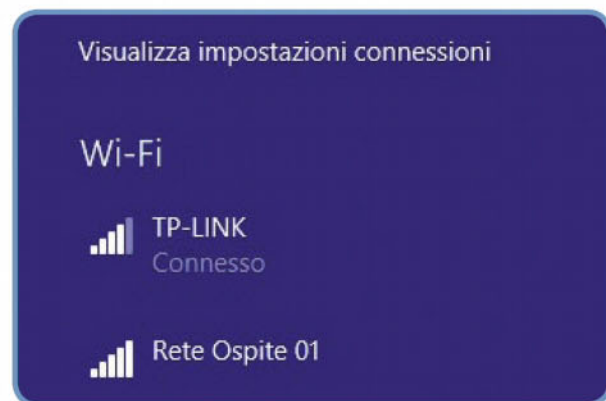 Visualizza impostazioni connessioni
Wi-Fi
TP-LINK
Connesso
Rete Ospite 01